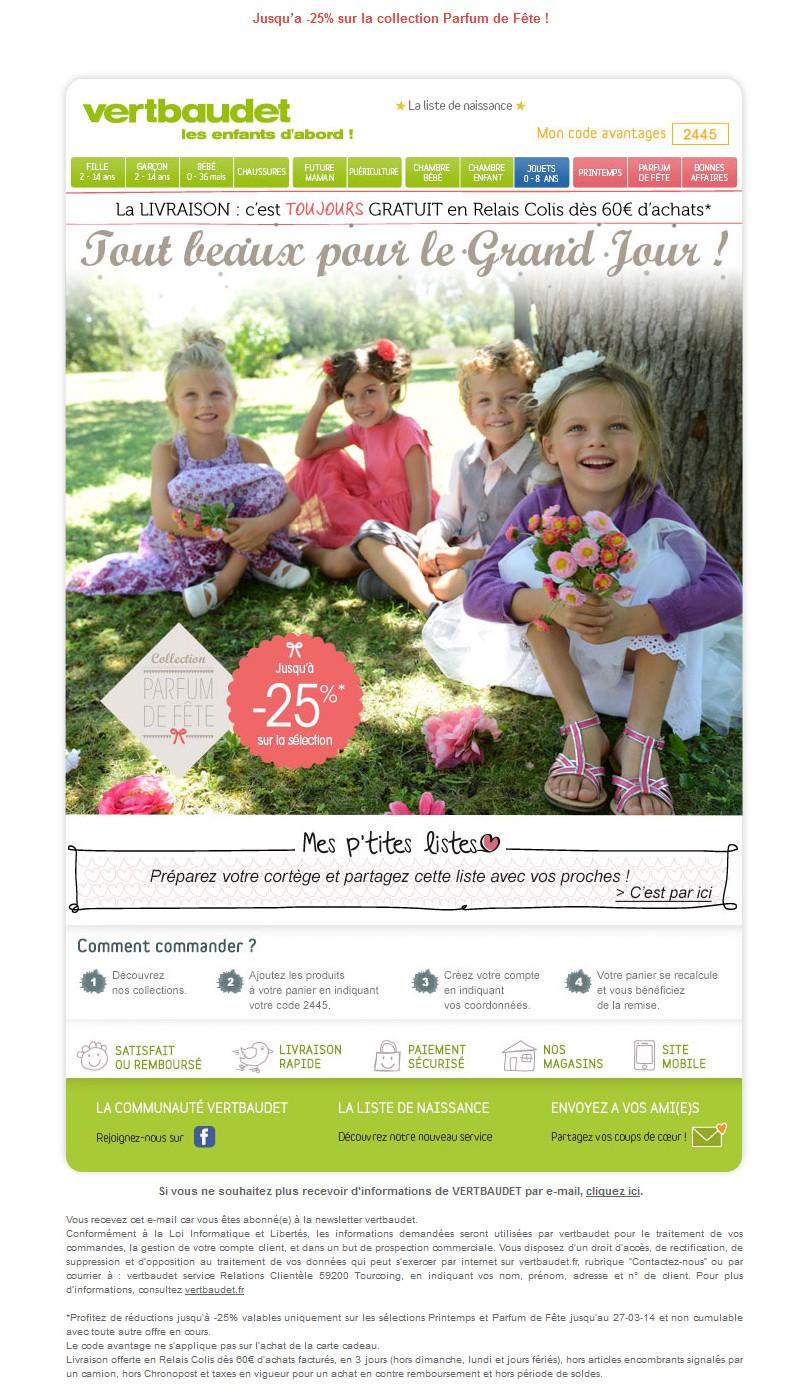 Jusqu'a -25% sur la collection Parfum de Fête !
vertbaudet
les enfants d'abord !
La liste de naissance
Mon code avantages 2445
FILLE
2 - 14 ans
GARÇON
2 - 14 ans
BÉBÉ
0 - 36 mois
CHAUSSURES
FUTURE
MAMAN
PUÉRICULTURE
CHAMBRE
BÉBÉ
CHAMBRE
ENFANT
JOUETS
0 - 8 ANS
PRINTEMPS
PARFUM
DE FÊTE
BONNES
AFFAIRES
La LIVRAISON : c'est TOUJOURS GRATUIT en Relais Colis dès 60€ d'achats*
Tout beaux pour le Grand Jour !
Collection
PARFUM
DE FÊTE
Jusqu'à
-25%*
sur la sélection
Mes p'tites listes
Préparez votre cortège et partagez cette liste avec vos proches !
> C'est par ici
Comment commander ?
1 Découvrez
nos collections.
2 Ajoutez les produits
à votre panier en indiquant
votre code 2445.
3 Créez votre compte
en indiquant
vos coordonnées.
4 Votre panier se recalcule
et vous bénéficiez
de la remise.
SATISFAIT
OU REMBOURSÉ
LIVRAISON
RAPIDE
PAIEMENT
SÉCURISÉ
NOS
MAGASINS
SITE
MOBILE
LA COMMUNAUTÉ VERTBAUDET
Rejoignez-nous sur f
LA LISTE DE NAISSANCE
Découvrez notre nouveau service
ENVOYEZ A VOS AMI(E)S
Partagez vos coups de cœur !
Si vous ne souhaitez plus recevoir d'informations de VERTBAUDET par e-mail, cliquez ici.
Vous recevez cet e-mail car vous êtes abonné(e) à la newsletter vertbaudet.
Conformément à la Loi Informatique et Libertés, les informations demandées seront utilisées par vertbaudet pour le traitement de vos
commandes, la gestion de votre compte client, et dans un but de prospection commerciale. Vous disposez d'un droit d'accès, de rectification, de
suppression et d'opposition au traitement de vos données qui peut s'exercer par internet sur vertbaudet.fr, rubrique "Contactez-nous" ou par
courrier à : vertbaudet service Relations Clientèle 59200 Tourcoing, en indiquant vos nom, prénom, adresse et n° de client. Pour plus
d'informations, consultez vertbaudet.fr
*Profitez de réductions jusqu'à -25% valables uniquement sur les sélections Printemps et Parfum de Fête jusqu'au 27-03-14 et non cumulable
avec toute autre offre en cours.
Le code avantage ne s'applique pas sur l'achat de la carte cadeau.
Livraison offerte en Relais Colis dès 60€ d'achats facturés, en 3 jours (hors dimanche, lundi et jours fériés), hors articles encombrants signalés par
un camion, hors Chronopost et taxes en vigueur pour un achat en contre remboursement et hors période de soldes.